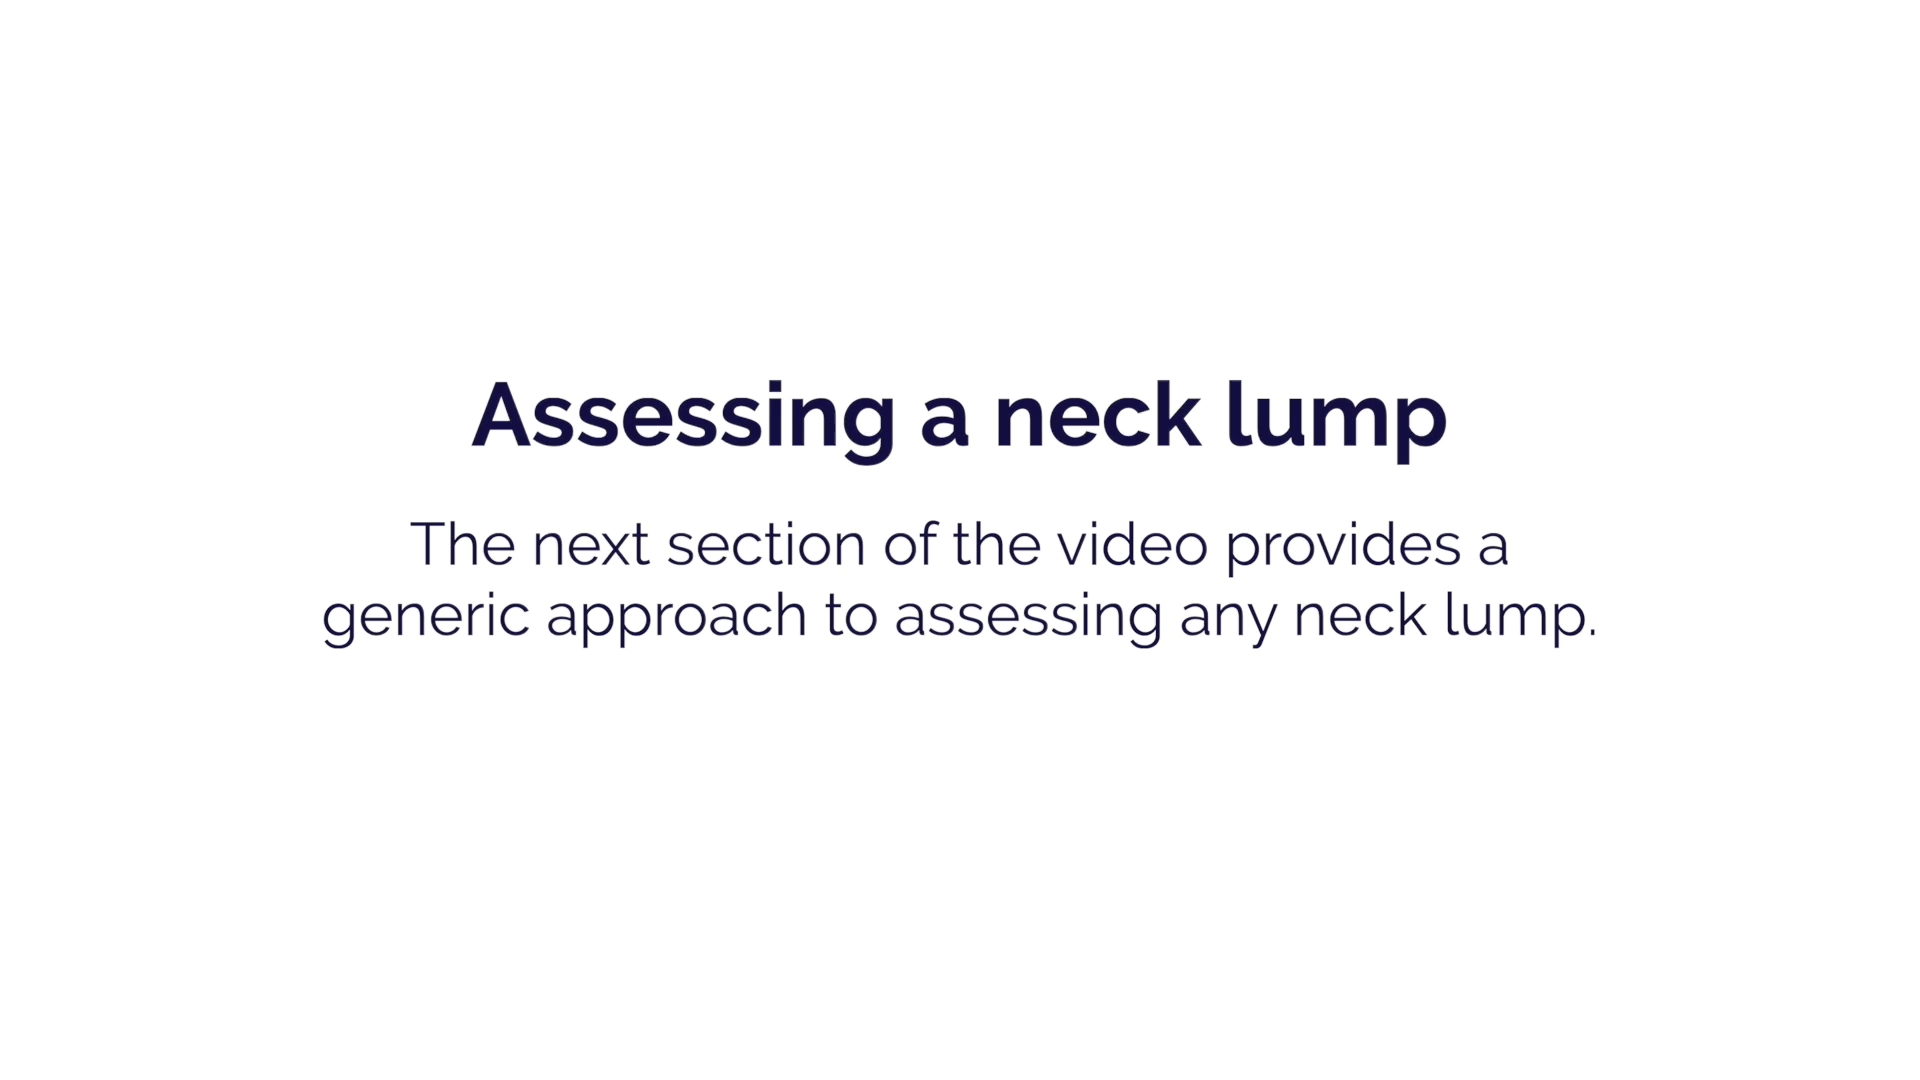 Assessing a neck lump
The next section of the video provides a
generic approach to assessing any neck lump.